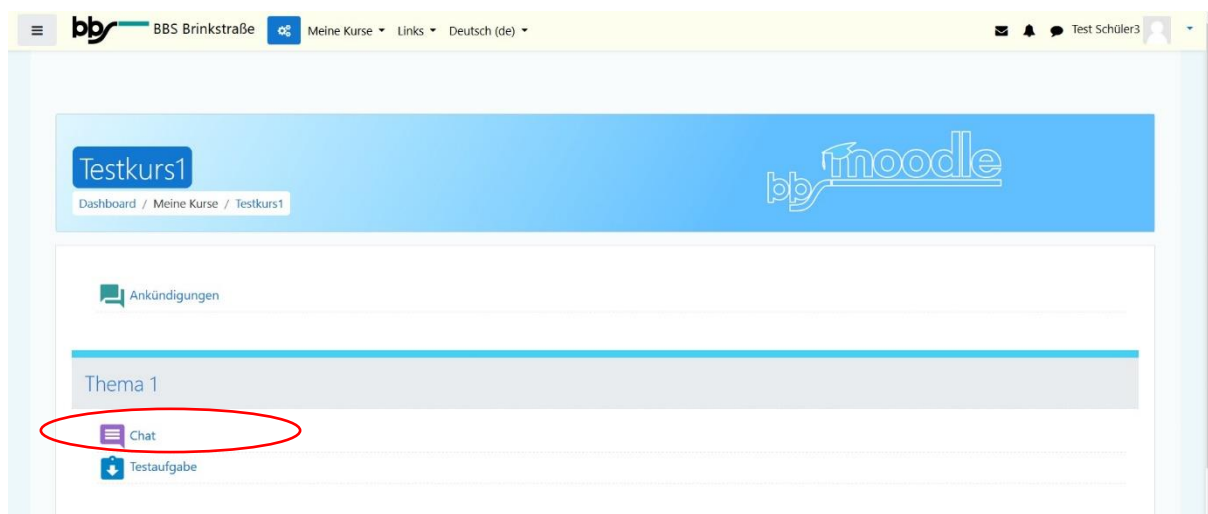 bbs BBS Brinkstraße Meine Kurse Links Deutsch (de) Test Schüler3
Testkurs1
bbs moodle
Dashboard / Meine Kurse / Testkurs1
Ankündigungen
Thema 1
Chat
Testaufgabe